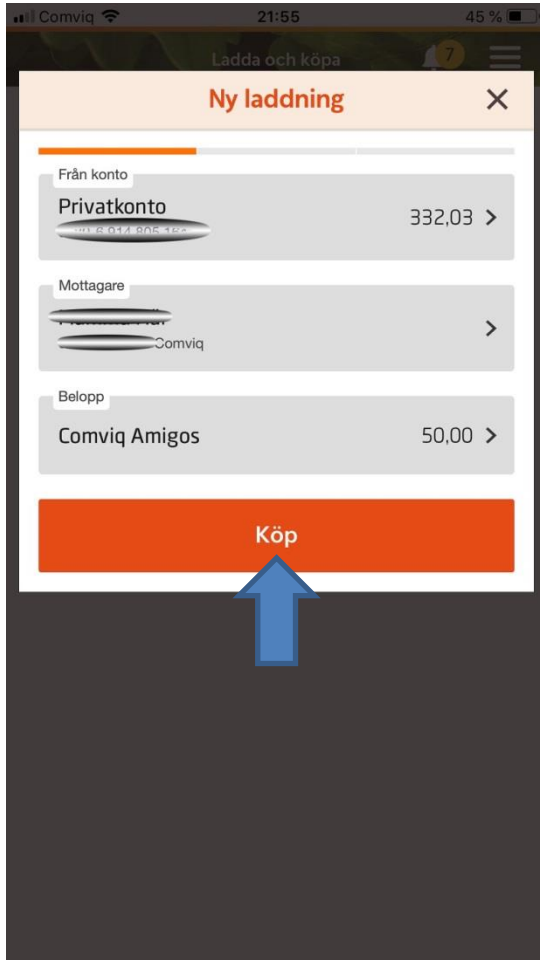 Comviq 21:55 45 %
Ladda och köpa 7
Ny laddning
Från konto
Privatkonto
332,03
Mottagare
Comviq
Belopp
Comviq Amigos 50,00
Köp